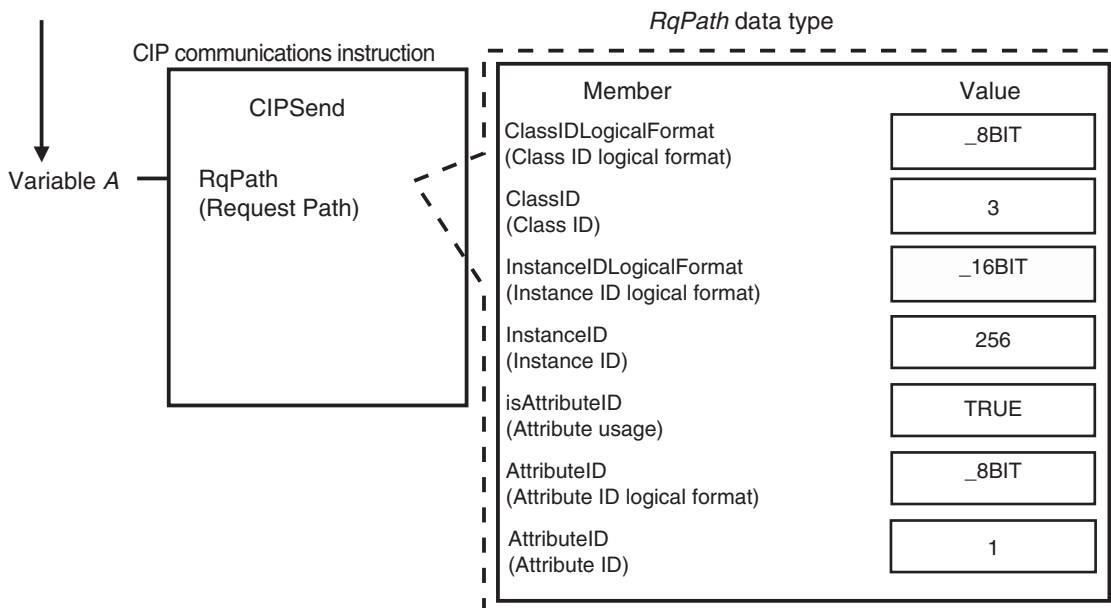 RqPath data type
CIP communications instruction
CIPSend
Variable A
RqPath
(Request Path)
Member Value
ClassIDLogicalFormat
(Class ID logical format)
_8BIT
ClassID
(Class ID)
3
InstanceIDLogicalFormat
(Instance ID logical format)
_16BIT
InstanceID
(Instance ID)
256
isAttributeID
(Attribute usage)
TRUE
AttributeID
(Attribute ID logical format)
_8BIT
AttributeID
(Attribute ID)
1